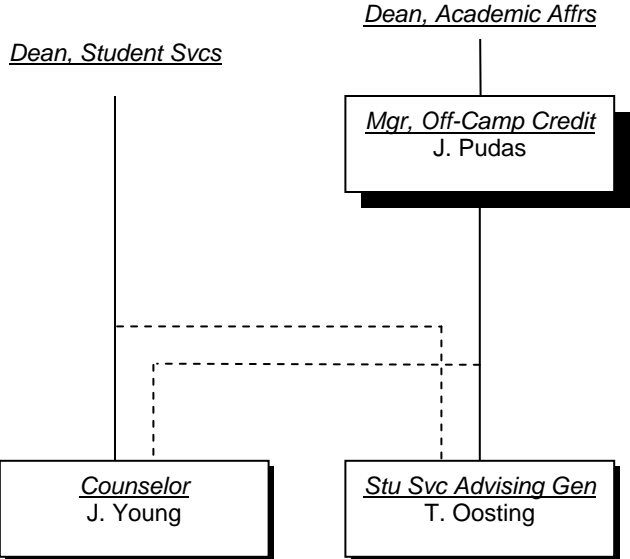 Dean, Academic Affrs
Dean, Student Svcs
Mgr, Off-Camp Credit
J. Pudas
Counselor
J. Young
Stu Svc Advising Gen
T. Oosting